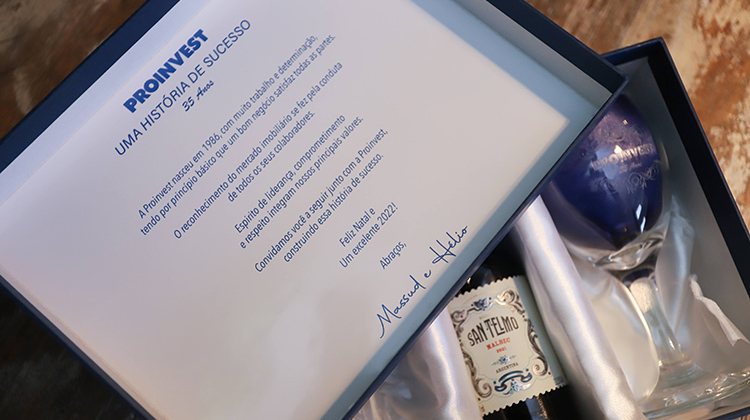 PROINVEST
UMA HISTÓRIA DE SUCESSO
35 Anos
A Proinvest nasceu em 1986, com muito trabalho e determinação,
tendo por princípio básico que um bom negócio satisfaz todas as partes.
O reconhecimento do mercado imobiliário se fez pela conduta
de todos os seus colaboradores.
Espírito de liderança, comprometimento
e respeito integram nossos principais valores.
Convidamos você a seguir junto com a Proinvest,
construindo essa história de sucesso.
Feliz Natal e
Um excelente 2022!
Abraços,
Massud e Hélio
PROINVEST
SAN TELMO
MALBEC
ARGENTINA